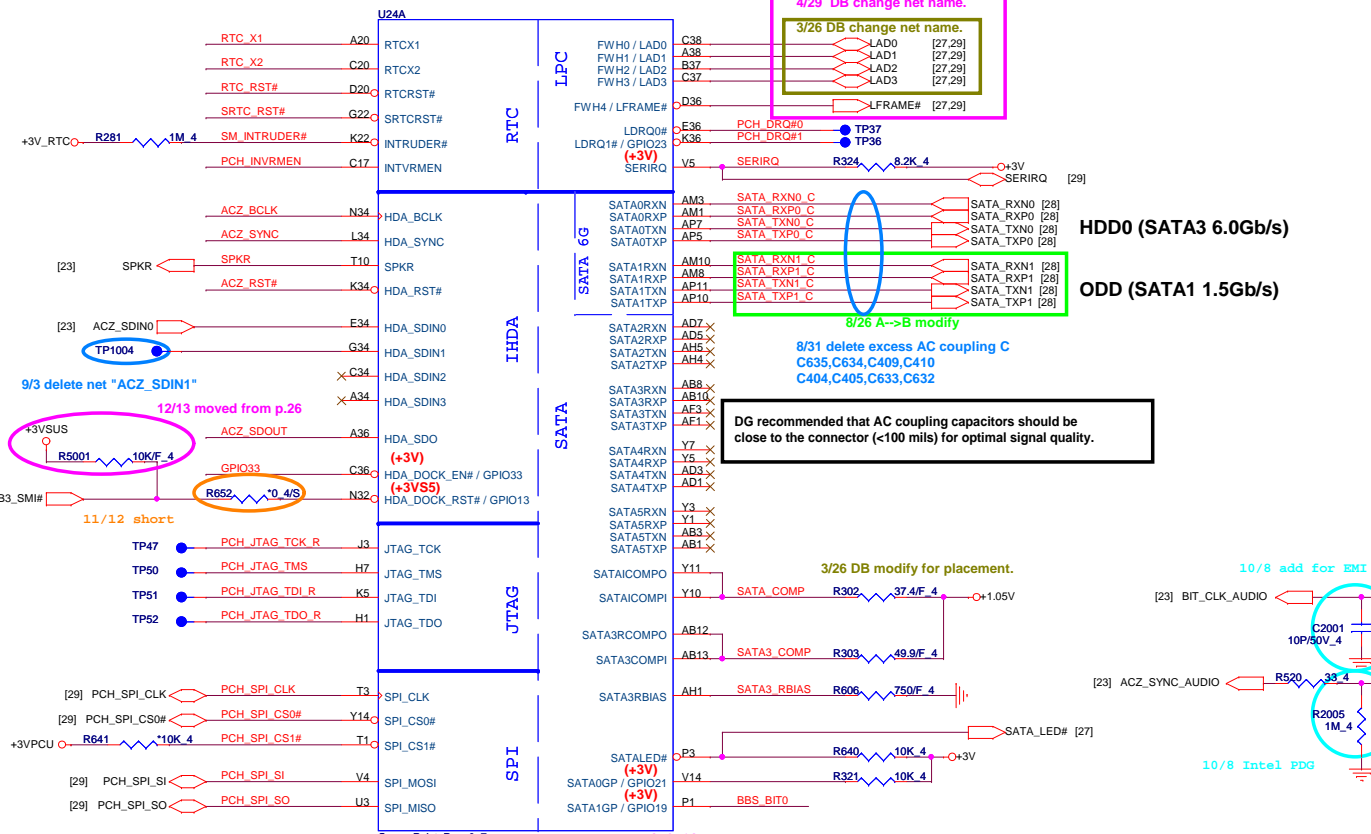 U24A
4/29 DB change net name.
3/26 DB change net name.
RTC_X1 A20 RTCX1
RTC_X2 C20 RTCX2
RTC_RST# D20 RTCRST#
SRTC_RST# G22 SRTCRST#
+3V_RTC R281 1M_4 SM_INTRUDER# K22 INTRUDER#
PCH_INVRMEN C17 INTVRMEN
RTC
LPC
FWH0 / LAD0 C38 LAD0 [27,29]
FWH1 / LAD1 A38 LAD1 [27,29]
FWH2 / LAD2 B37 LAD2 [27,29]
FWH3 / LAD3 C37 LAD3 [27,29]
FWH4 / LFRAME# D36 LFRAME# [27,29]
LDRQ0# E36 PCH_DRQ#0 TP37
LDRQ1# / GPIO23 K36 PCH_DRQ#1 TP36
(+3V)
SERIRQ V5 SERIRQ R324 8.2K_4 +3V
SERIRQ [29]
ACZ_BCLK N34 HDA_BCLK
ACZ_SYNC L34 HDA_SYNC
[23] SPKR SPKR T10 SPKR
ACZ_RST# K34 HDA_RST#
[23] ACZ_SDIN0 E34 HDA_SDIN0
TP1004 G34 HDA_SDIN1
C34 HDA_SDIN2
9/3 delete net "ACZ_SDIN1"
A34 HDA_SDIN3
12/13 moved from p.26
+3VSUS
ACZ_SDOUT A36 HDA_SDO
R5001 10K/F_4
(+3V)
GPIO33 C36 HDA_DOCK_EN# / GPIO33
(+3VS5)
B3_SMI# R652 *0_4/S N32 HDA_DOCK_RST# / GPIO13
11/12 short
IHDA
SATA 6G
SATA
SATA0RXN AM3 SATA_RXN0_C SATA_RXN0 [28]
SATA0RXP AM1 SATA_RXP0_C SATA_RXP0 [28]
SATA0TXN AP7 SATA_TXN0_C SATA_TXN0 [28]
SATA0TXP AP5 SATA_TXP0_C SATA_TXP0 [28]
HDD0 (SATA3 6.0Gb/s)
SATA1RXN AM10 SATA_RXN1_C SATA_RXN1 [28]
SATA1RXP AM8 SATA_RXP1_C SATA_RXP1 [28]
SATA1TXN AP11 SATA_TXN1_C SATA_TXN1 [28]
SATA1TXP AP10 SATA_TXP1_C SATA_TXP1 [28]
ODD (SATA1 1.5Gb/s)
8/26 A-->B modify
SATA2RXN AD7
SATA2RXP AD5
SATA2TXN AH5
SATA2TXP AH4
8/31 delete excess AC coupling C
C635,C634,C409,C410
C404,C405,C633,C632
SATA3RXN AB8
SATA3RXP AB10
SATA3TXN AF3
SATA3TXP AF1
DG recommended that AC coupling capacitors should be
close to the connector (<100 mils) for optimal signal quality.
SATA4RXN Y7
SATA4RXP Y5
SATA4TXN AD3
SATA4TXP AD1
SATA5RXN Y3
SATA5RXP Y1
SATA5TXN AB3
SATA5TXP AB1
TP47 PCH_JTAG_TCK_R J3 JTAG_TCK
TP50 PCH_JTAG_TMS H7 JTAG_TMS
TP51 PCH_JTAG_TDI_R K5 JTAG_TDI
TP52 PCH_JTAG_TDO_R H1 JTAG_TDO
JTAG
3/26 DB modify for placement.
SATAICOMPO Y11
SATAICOMPI Y10 SATA_COMP R302 37.4/F_4 +1.05V
SATA3RCOMPO AB12
SATA3COMPI AB13 SATA3_COMP R303 49.9/F_4
SATA3RBIAS AH1 SATA3_RBIAS R606 750/F_4
SATA_LED# [27]
SATALED# P3 R640 10K_4 +3V
(+3V)
SATA0GP / GPIO21 V14 R321 10K_4
(+3V)
SATA1GP / GPIO19 P1 BBS_BIT0
[29] PCH_SPI_CLK PCH_SPI_CLK T3 SPI_CLK
[29] PCH_SPI_CS0# PCH_SPI_CS0# Y14 SPI_CS0#
+3VPCU R641 *10K_4 PCH_SPI_CS1# T1 SPI_CS1#
[29] PCH_SPI_SI PCH_SPI_SI V4 SPI_MOSI
[29] PCH_SPI_SO PCH_SPI_SO U3 SPI_MISO
SPI
10/8 add for EMI
[23] BIT_CLK_AUDIO
C2001
10P/50V_4
[23] ACZ_SYNC_AUDIO R520 33_4
R2005
1M_4
10/8 Intel PDG